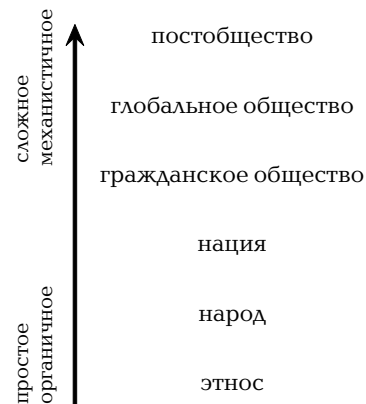 сложное
механистичное
постобщество
глобальное общество
гражданское общество
нация
народ
этнос
простое
органичное